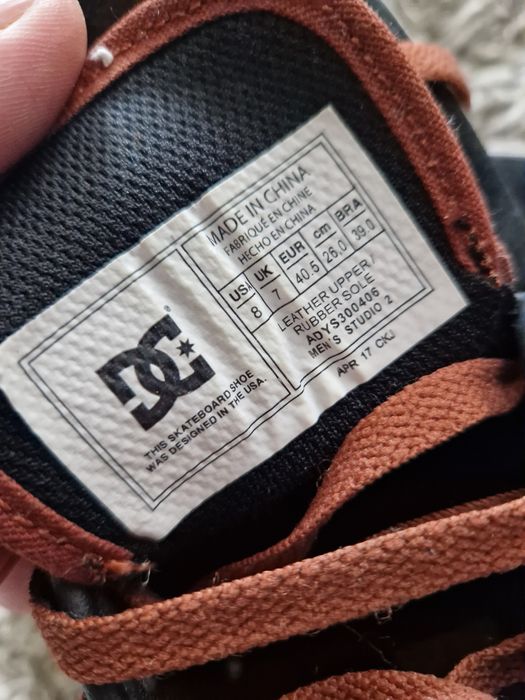 DC
THIS SKATEBOARD SHOE
WAS DESIGNED IN THE USA.
MADE IN CHINA
FABRIQUÉ EN CHINE
HECHO EN CHINA
USA UK EUR cm BRA
8 7 40.5 26.0 39.0
LEATHER UPPER /
RUBBER SOLE
ADYS300406
MEN'S STUDIO 2
APR 17 CKJ